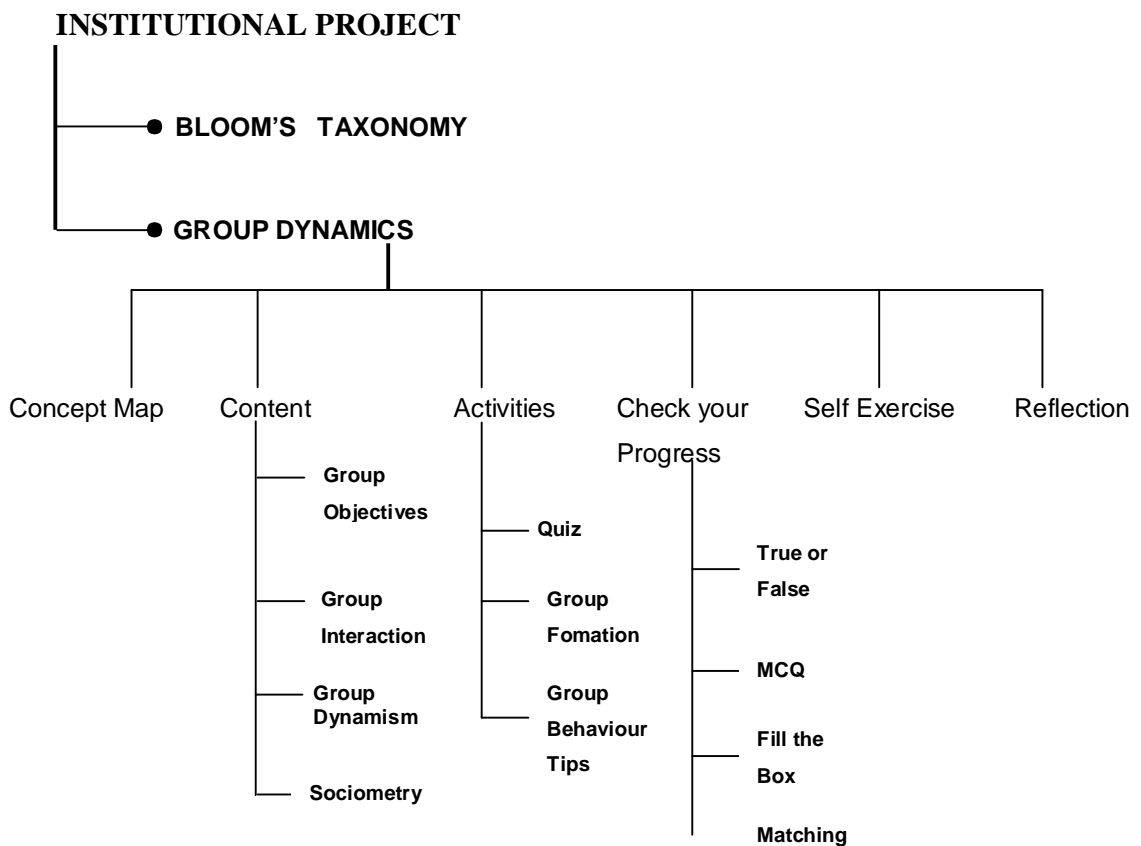 INSTITUTIONAL PROJECT
BLOOM'S TAXONOMY
GROUP DYNAMICS
Concept Map
Content
Activities
Check your
Progress
Self Exercise
Reflection
Group
Objectives
Group
Interaction
Group
Dynamism
Sociometry
Quiz
Group
Fomation
Group
Behaviour
Tips
True or
False
MCQ
Fill the
Box
Matching